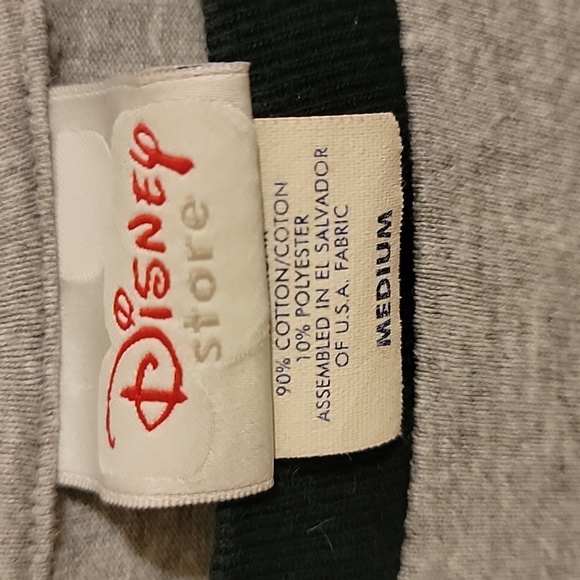 Disney
store
90% COTTON/COTON
10% POLYESTER
ASSEMBLED IN EL SALVADOR
OF U.S.A. FABRIC
MEDIUM